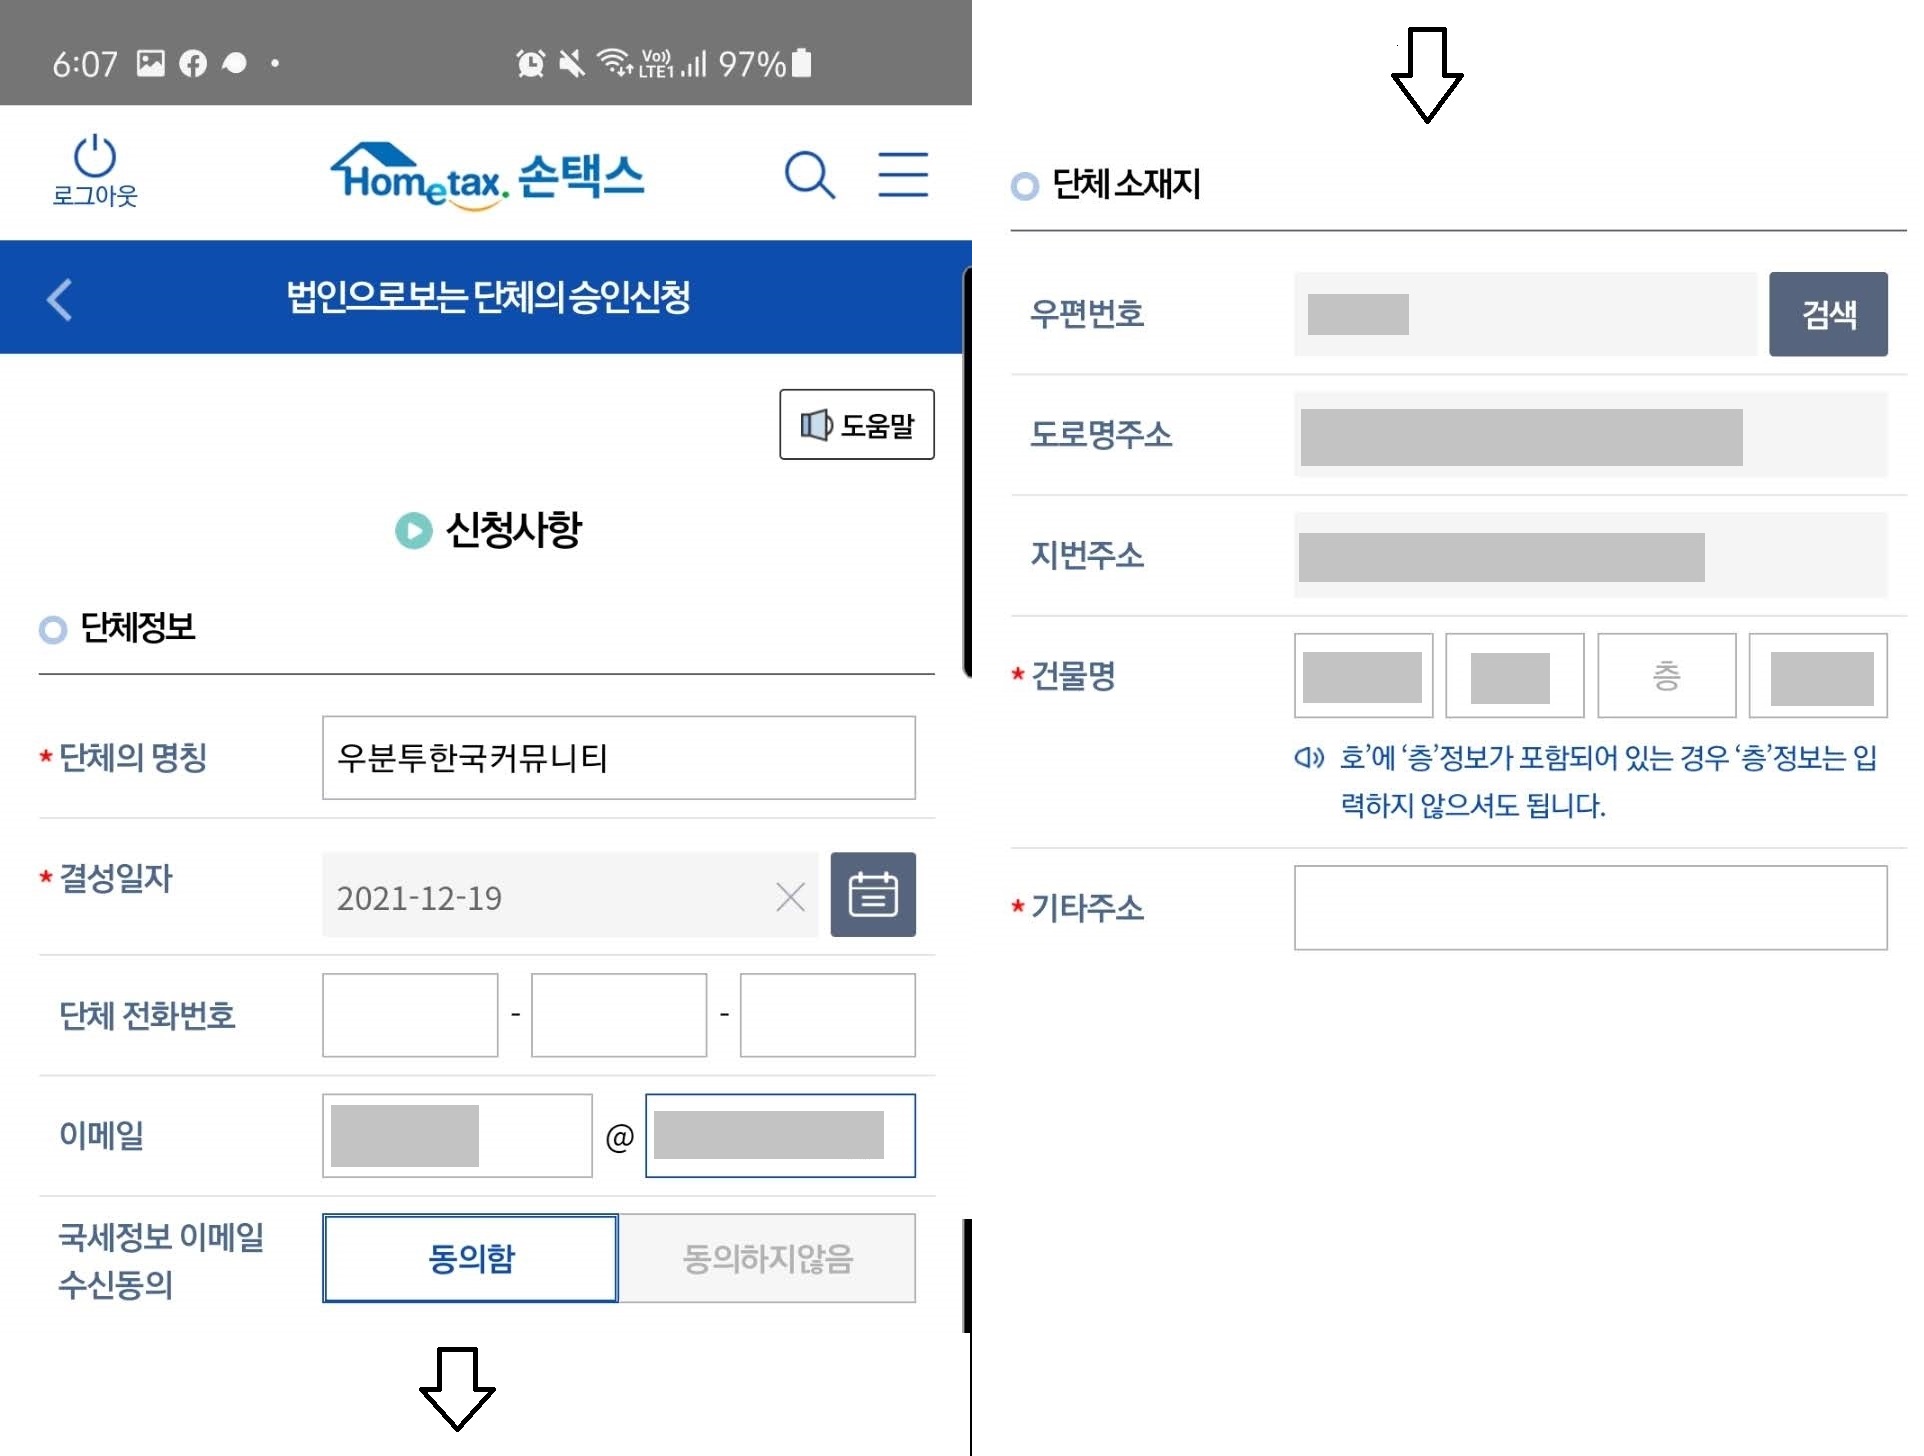 6:07
Vo))
LTE1
97%
로그아웃
Hometax. 손택스
법인으로보는 단체의 승인신청
도움말
신청사항
단체정보
* 단체의 명칭
우분투한국커뮤니티
* 결성일자
2021-12-19
단체 전화번호
- -
이메일
@
국세정보 이메일
수신동의
동의함
동의하지않음
단체 소재지
우편번호
검색
도로명주소
지번주소
* 건물명
층
호’에 ‘층’정보가 포함되어 있는 경우 ‘층’정보는 입
력하지 않으셔도 됩니다.
* 기타주소